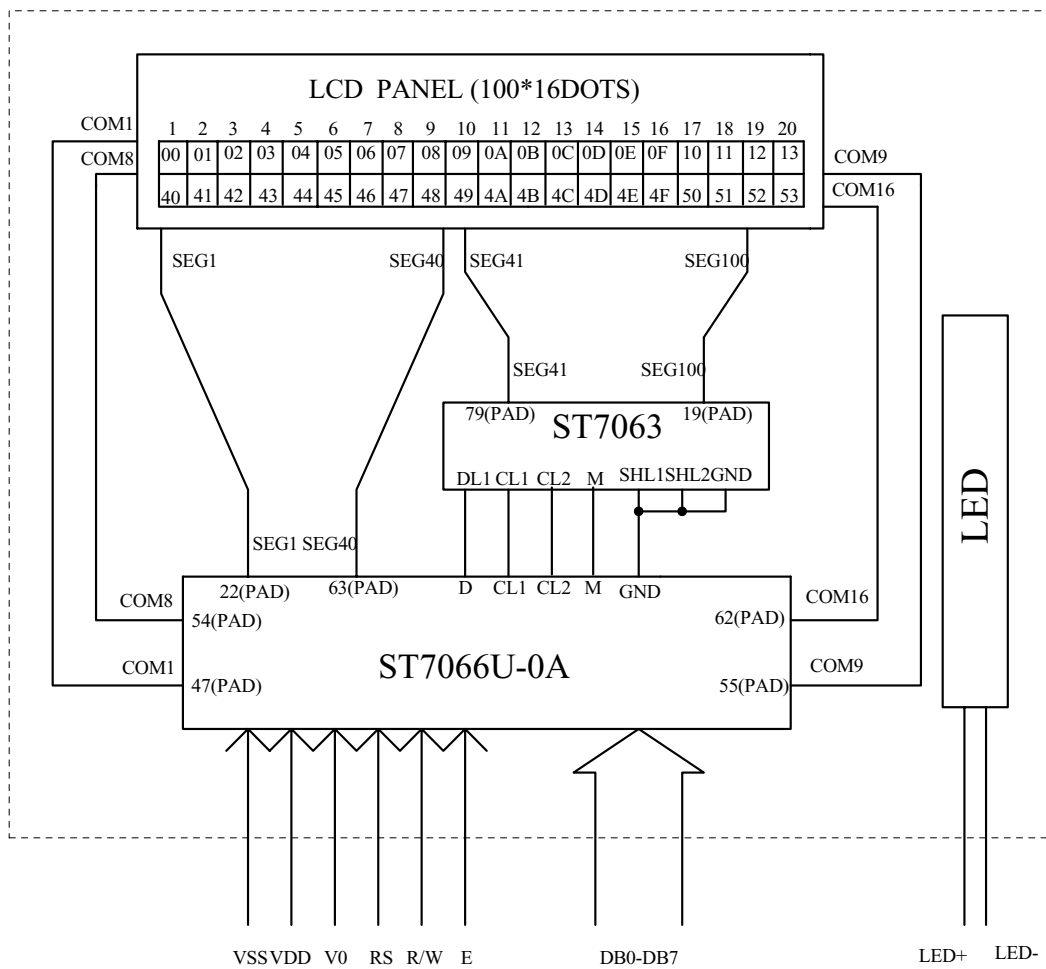 LCD PANEL (100*16DOTS)
COM1
1 2 3 4 5 6 7 8 9 10 11 12 13 14 15 16 17 18 19 20
COM8
00 01 02 03 04 05 06 07 08 09 0A 0B 0C 0D 0E 0F 10 11 12 13
COM9
40 41 42 43 44 45 46 47 48 49 4A 4B 4C 4D 4E 4F 50 51 52 53
COM16
SEG1 SEG40 SEG41 SEG100
SEG41 SEG100
79(PAD) 19(PAD)
ST7063
DL1 CL1 CL2 M SHL1 SHL2 GND
LED
SEG1 SEG40
22(PAD) 63(PAD) D CL1 CL2 M GND
COM8 COM16
54(PAD) 62(PAD)
ST7066U-0A
COM1 COM9
47(PAD) 55(PAD)
VSS VDD V0 RS R/W E DB0-DB7 LED+ LED-